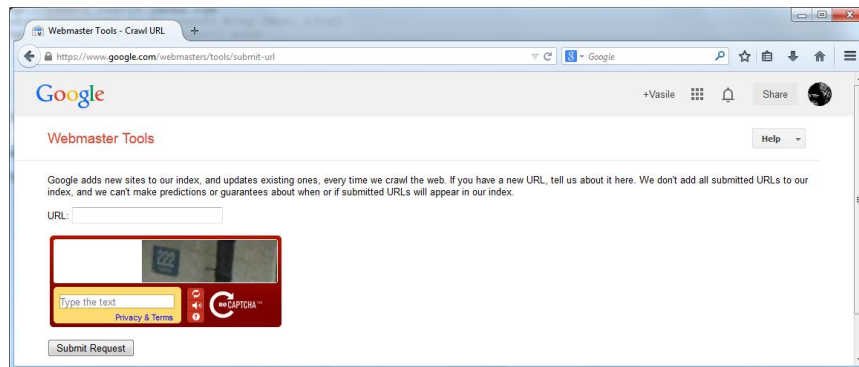 Webmaster Tools - Crawl URL
https://www.google.com/webmasters/tools/submit-url
Google
Google
+Vasile
Share
Webmaster Tools
Help
Google adds new sites to our index, and updates existing ones, every time we crawl the web. If you have a new URL, tell us about it here. We don't add all submitted URLs to our
index, and we can't make predictions or guarantees about when or if submitted URLs will appear in our index.
URL:
222
Type the text
Privacy & Terms
reCAPTCHA™
Submit Request